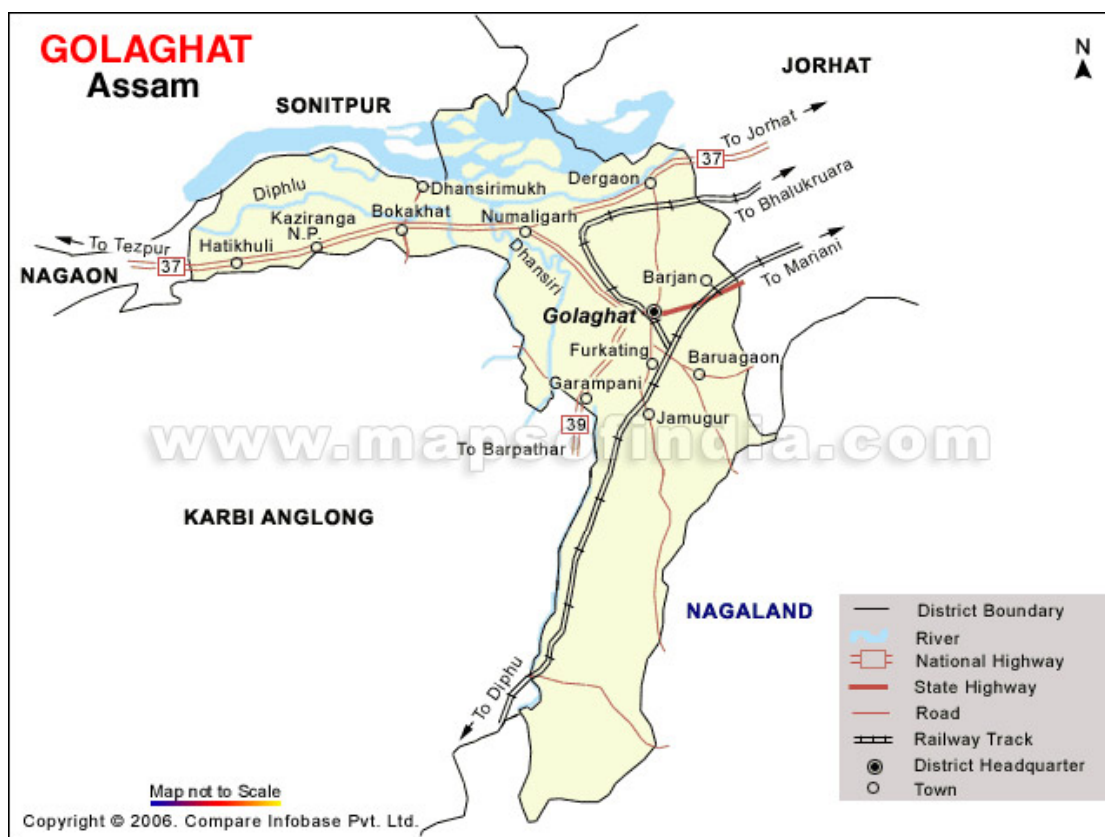 GOLAGHAT
Assam
N
JORHAT
SONITPUR
To Jorhat
37
Dergaon
Dhansirimukh
Diphlu
To Bhalukruara
Kaziranga
N.P.
Bokakhat
Numaligarh
To Tezpur
Hatikhuli
37
NAGAON
Dhansiri
Barjan
To Mariani
Golaghat
Furkating
Baruagaon
Garampani
39
Jamugur
www.mapsofindia.com
To Barpathar
KARBI ANGLONG
NAGALAND
To Diphu
District Boundary
River
National Highway
State Highway
Road
Railway Track
District Headquarter
Town
Map not to Scale
Copyright © 2006. Compare Infobase Pvt. Ltd.